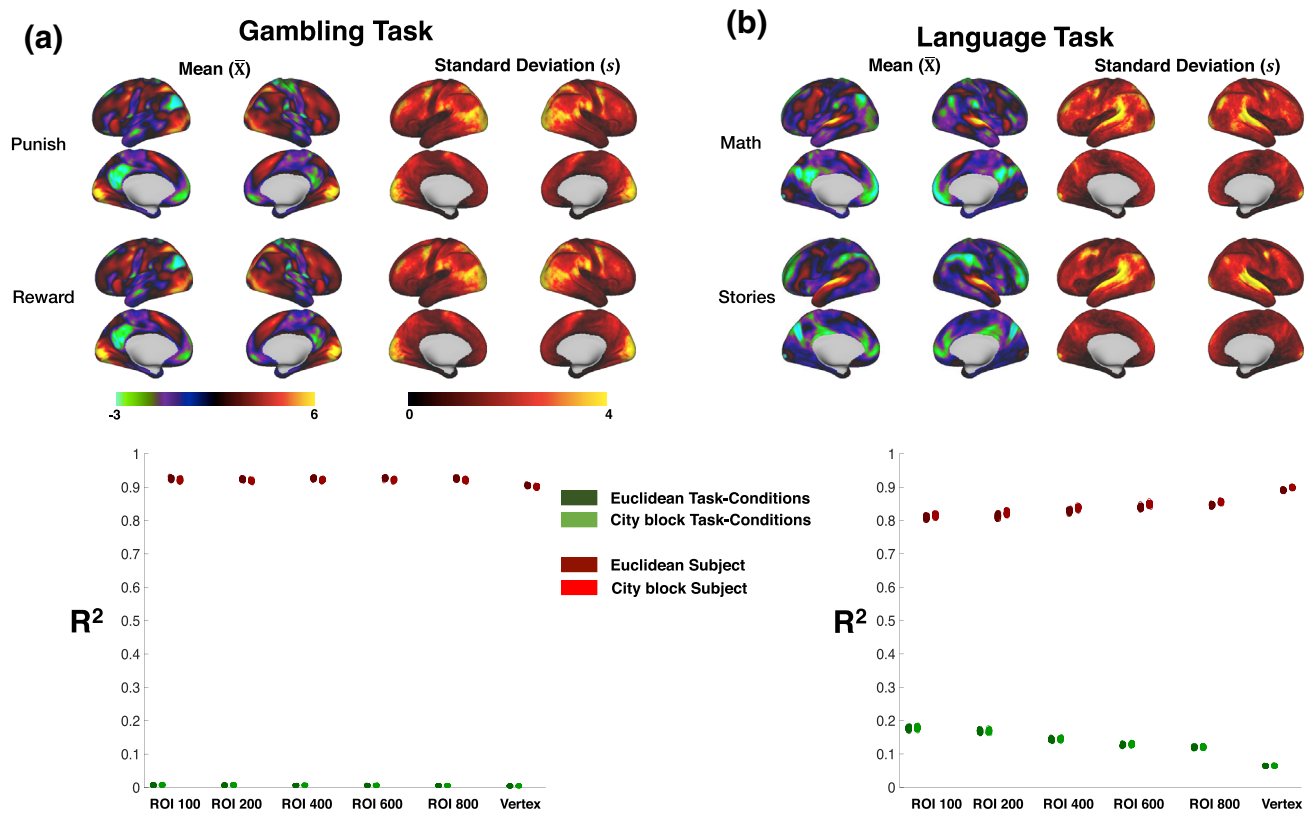 (a)
Gambling Task
Mean (X̄)
Standard Deviation (s)
Punish
Reward
-3
6
0
4
(b)
Language Task
Mean (X̄)
Standard Deviation (s)
Math
Stories
R²
1
0.9
0.8
0.7
0.6
0.5
0.4
0.3
0.2
0.1
0
ROI 100 ROI 200 ROI 400 ROI 600 ROI 800 Vertex
Euclidean Task-Conditions
City block Task-Conditions
Euclidean Subject
City block Subject
R²
1
0.9
0.8
0.7
0.6
0.5
0.4
0.3
0.2
0.1
0
ROI 100 ROI 200 ROI 400 ROI 600 ROI 800 Vertex